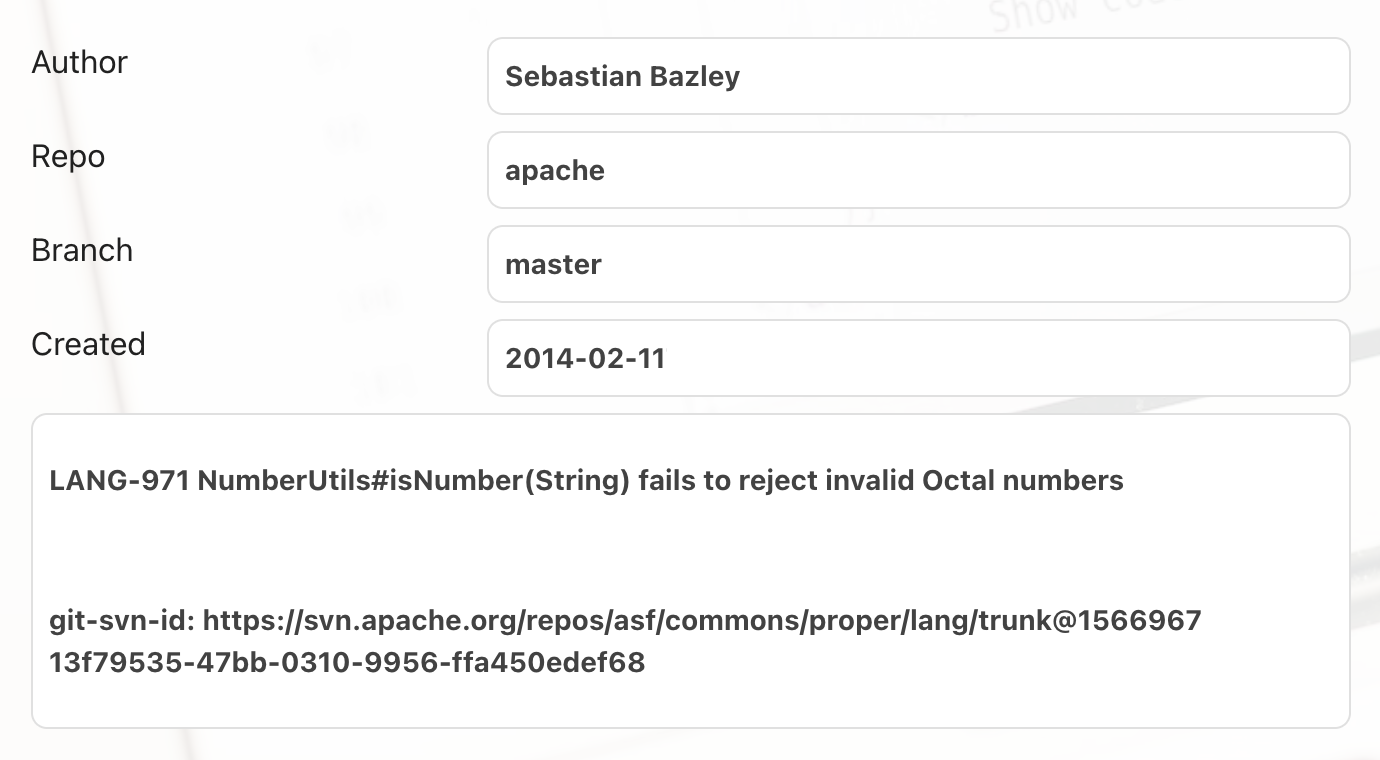 Author
Sebastian Bazley
Repo
apache
Branch
master
Created
2014-02-11
LANG-971 NumberUtils#isNumber(String) fails to reject invalid Octal numbers
git-svn-id: https://svn.apache.org/repos/asf/commons/proper/lang/trunk@1566967
13f79535-47bb-0310-9956-ffa450edef68